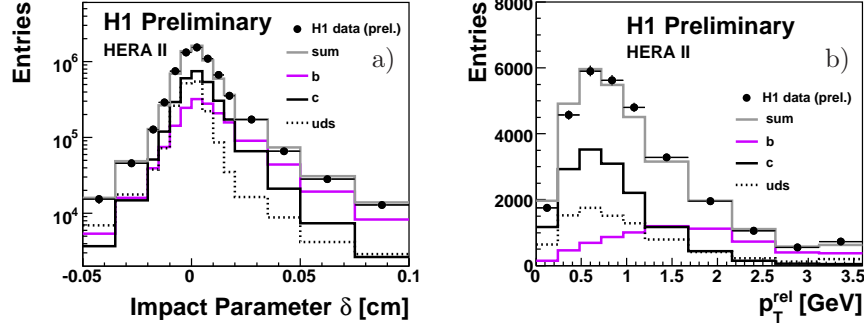 H1 Preliminary
HERA II
a)
H1 data (prel.)
sum
b
c
uds
Entries
10^6
10^5
10^4
-0.05 0 0.05 0.1
Impact Parameter δ [cm]
H1 Preliminary
HERA II
b)
H1 data (prel.)
sum
b
c
uds
Entries
8000
6000
4000
2000
0
0 0.5 1 1.5 2 2.5 3 3.5
p_T^rel [GeV]